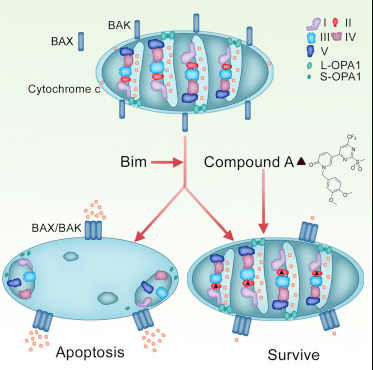 BAK
BAX
Cytochrome c
I II
III IV
V
L-OPA1
S-OPA1
Bim
Compound A
CF₃
N
N
O
N
S
O
O
O
O
BAX/BAK
Apoptosis
Survive